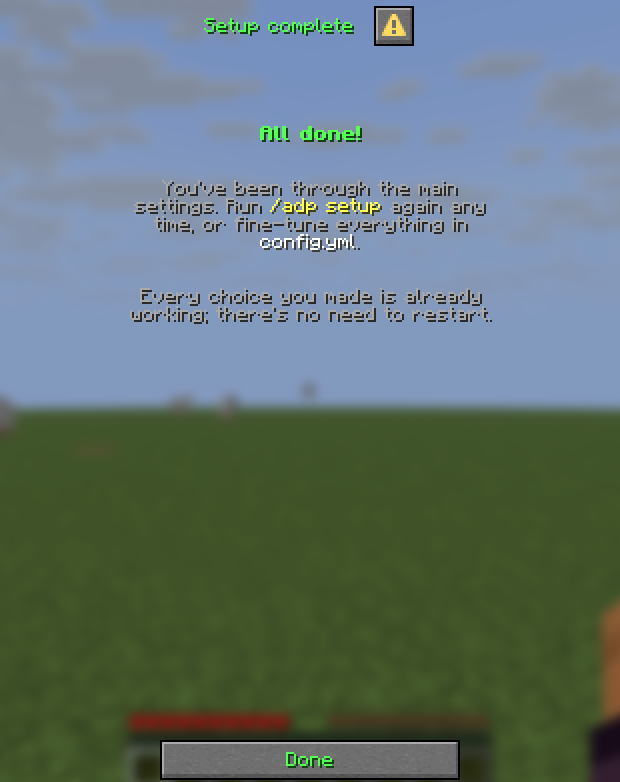 Setup complete
All done!
You've been through the main
settings. Run /adp setup again any
time, or fine-tune everything in
config.yml.
Every choice you made is already
working; there's no need to restart.
Done